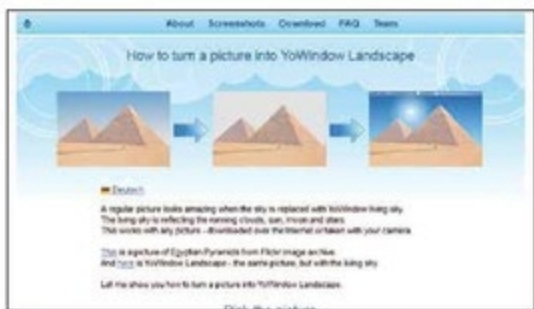 About Screenshots Download FAQ Team
How to turn a picture into YoWindow Landscape
Deutsch
A regular picture looks amazing when the sky is replaced with YoWindow living sky.
The living sky is reflecting the running clouds, sun, moon and stars.
This works with any picture - downloaded over the Internet or taken with your camera.
This is a picture of Egyptian Pyramids from Flickr image archive.
And here is YoWindow Landscape - the same picture, but with the living sky.
Let me show you how to turn a picture into YoWindow Landscape.
Pick the picture